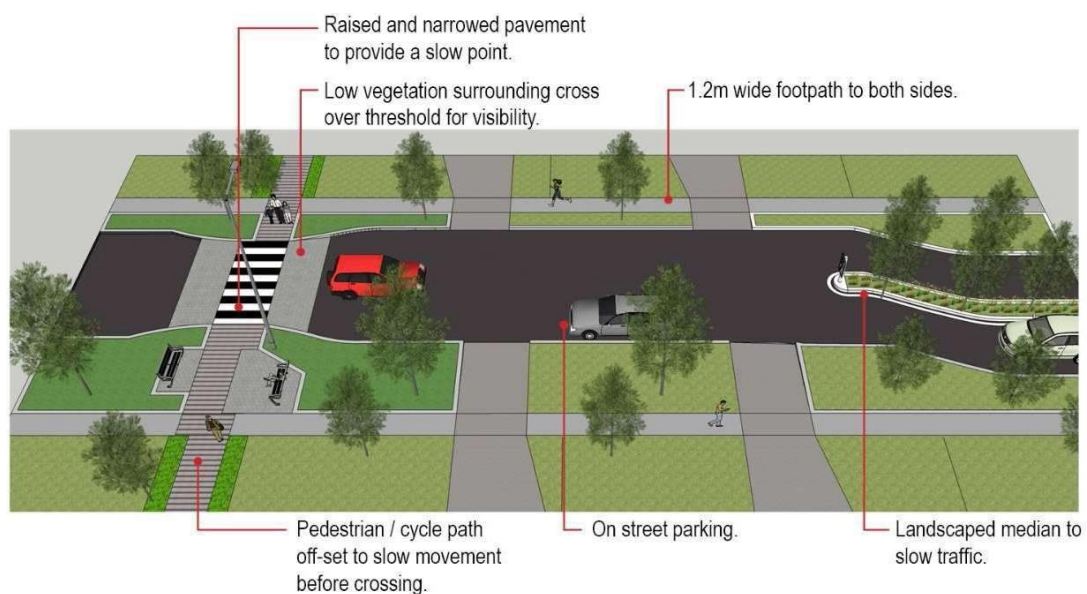 Raised and narrowed pavement
to provide a slow point.
Low vegetation surrounding cross
over threshold for visibility.
1.2m wide footpath to both sides.
Pedestrian / cycle path
off-set to slow movement
before crossing.
On street parking.
Landscaped median to
slow traffic.